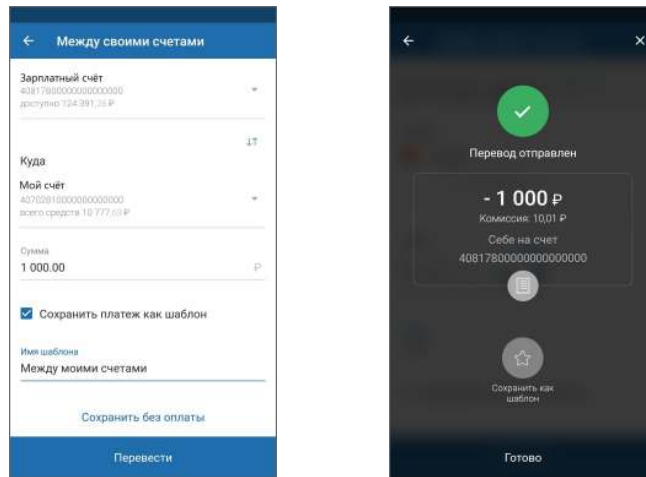 Между своими счетами
Зарплатный счёт
40817800000000000000
доступно 124 391,26 ₽
Куда
Мой счёт
40702810000000000000
всего средств 10 777,63 ₽
Сумма
1 000.00 ₽
Сохранить платеж как шаблон
Имя шаблона
Между моими счетами
Сохранить без оплаты
Перевести
Перевод отправлен
- 1 000 ₽
Комиссия: 10,01 ₽
Себе на счет
40817800000000000000
Сохранить как
шаблон
Готово